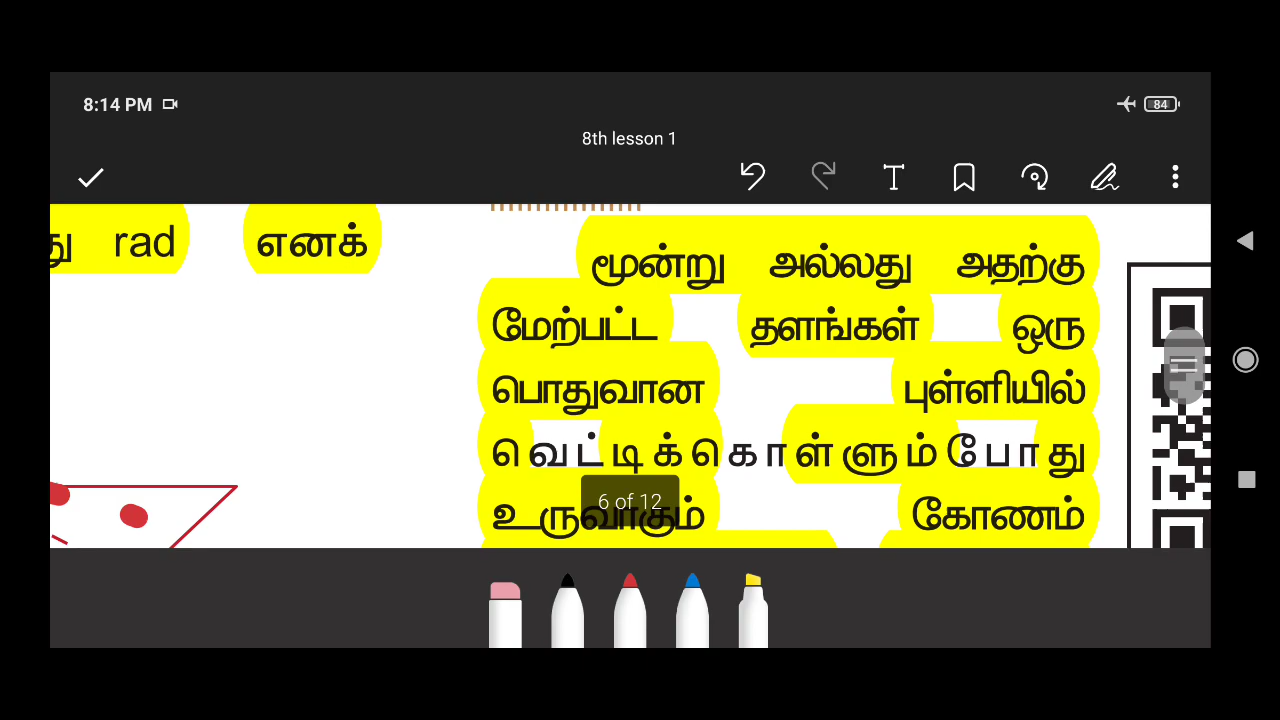 8:14 PM
84
8th lesson 1
து rad எனக்
மூன்று அல்லது அதற்கு
மேற்பட்ட தளங்கள் ஒரு
பொதுவான புள்ளியில்
வெட்டிக்கொள்ளும்போது
உருவாகும் கோணம்
6 of 12